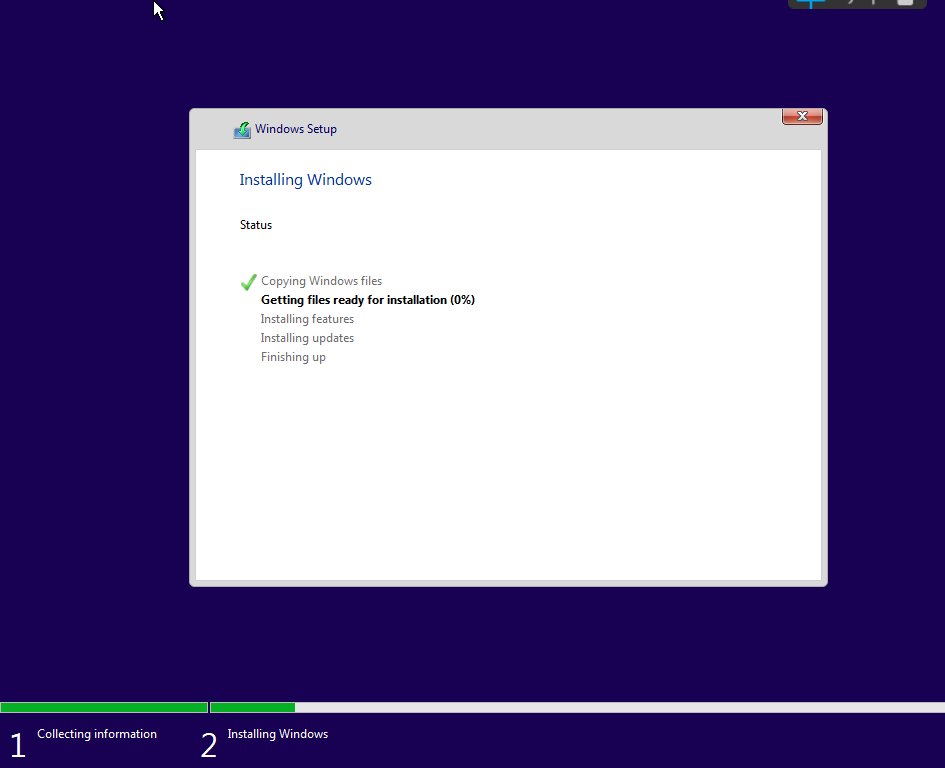 Windows Setup
Installing Windows
Status
Copying Windows files
Getting files ready for installation (0%)
Installing features
Installing updates
Finishing up
1 Collecting information
2 Installing Windows